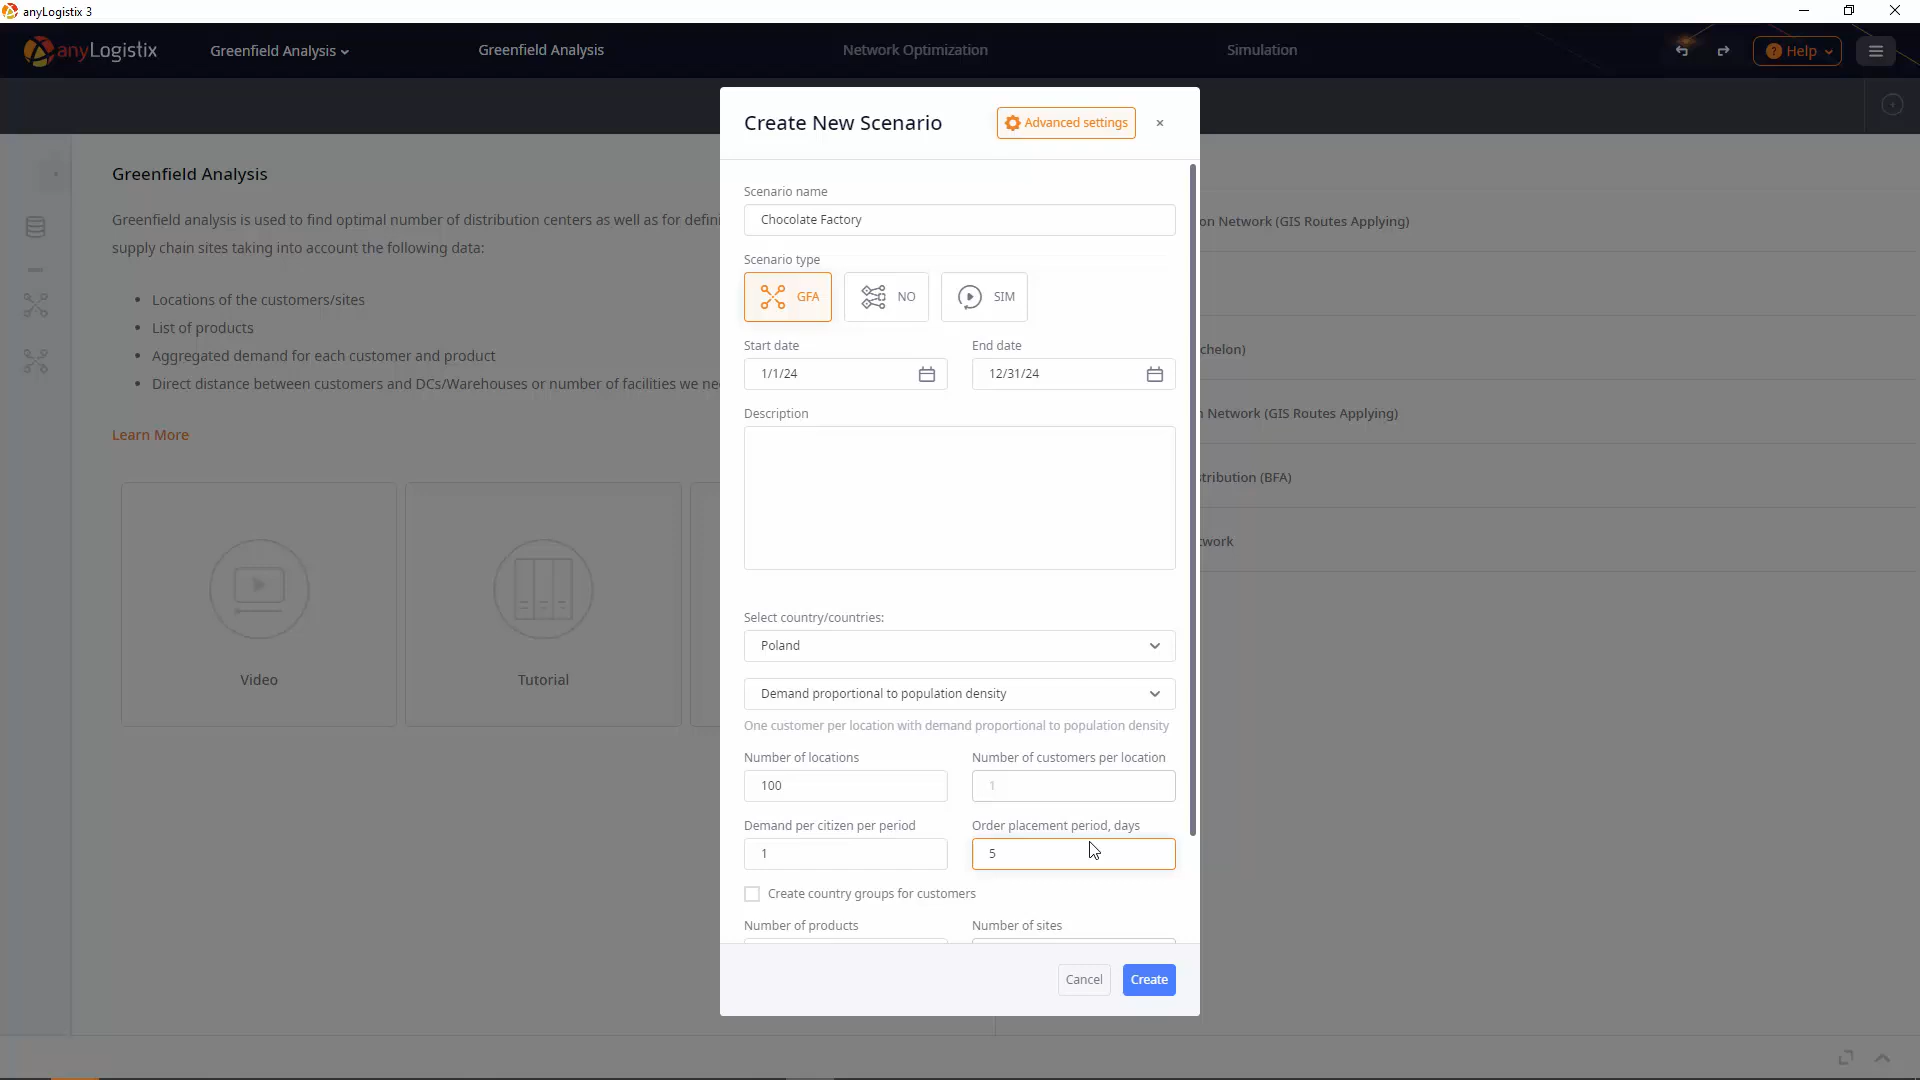 anyLogistix 3
anyLogistix
Greenfield Analysis
Greenfield Analysis
Network Optimization
Simulation
Help
Create New Scenario
Advanced settings
Greenfield Analysis
Greenfield analysis is used to find optimal number of distribution centers as well as for defini
supply chain sites taking into account the following data:
Locations of the customers/sites
List of products
Aggregated demand for each customer and product
Direct distance between customers and DCs/Warehouses or number of facilities we ne
Learn More
Video
Tutorial
Scenario name
Chocolate Factory
Scenario type
GFA
NO
SIM
Start date
End date
1/1/24
12/31/24
Description
Select country/countries:
Poland
Demand proportional to population density
One customer per location with demand proportional to population density
Number of locations
Number of customers per location
100
1
Demand per citizen per period
Order placement period, days
1
5
Create country groups for customers
Number of products
Number of sites
Cancel
Create
on Network (GIS Routes Applying)
chelon)
n Network (GIS Routes Applying)
stribution (BFA)
twork